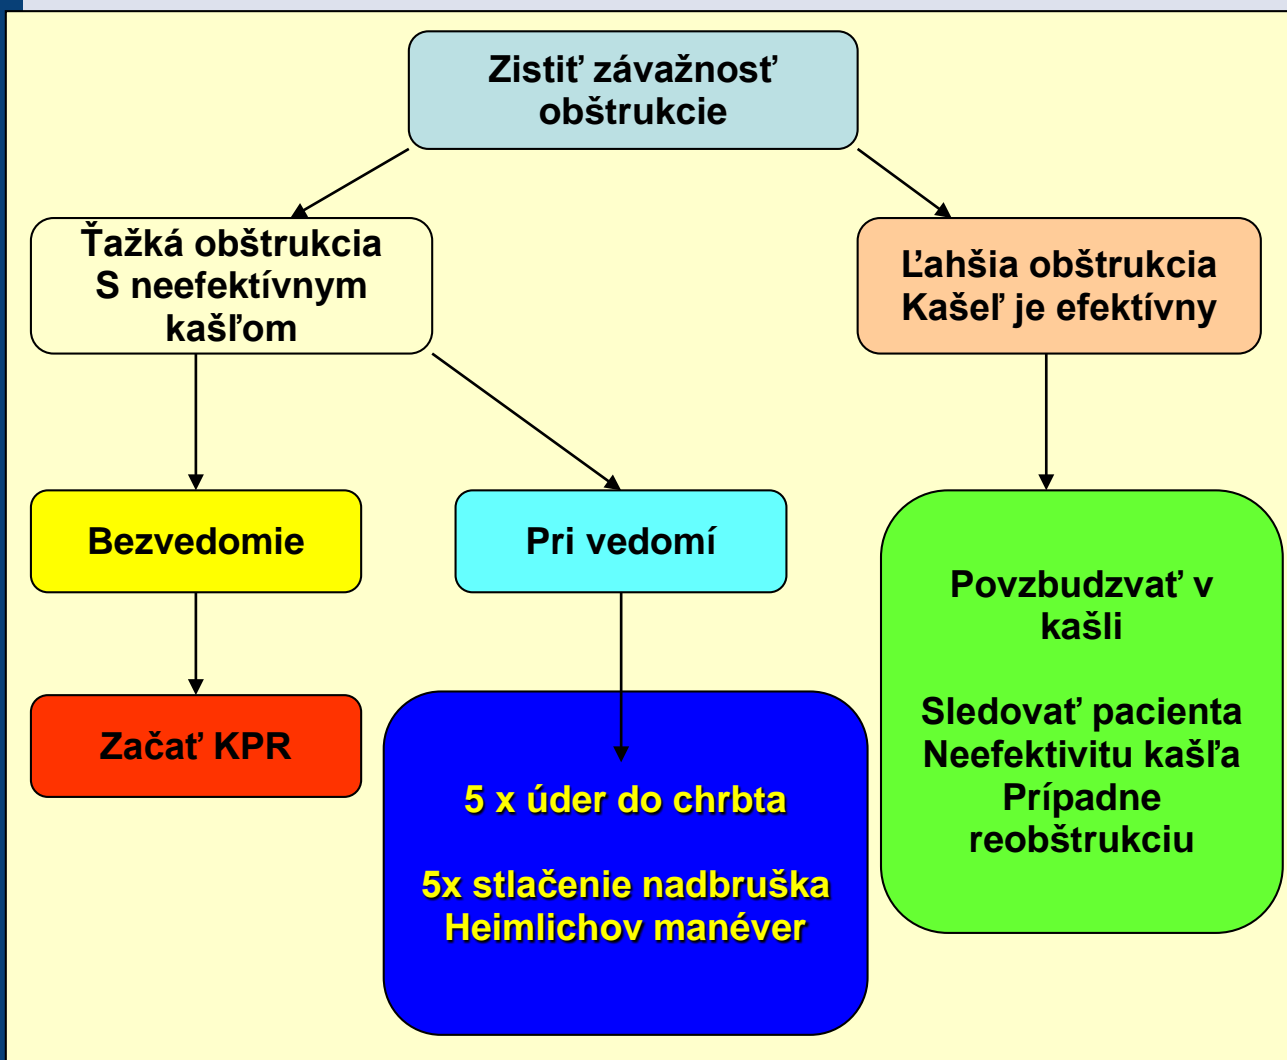 Zistiť závažnosť
obštrukcie
Ťažká obštrukcia
S neefektívnym
kašľom
Ľahšia obštrukcia
Kašeľ je efektívny
Bezvedomie
Pri vedomí
Začať KPR
5 x úder do chrbta
5x stlačenie nadbruška
Heimlichov manéver
Povzbudzvať v
kašli
Sledovať pacienta
Neefektivitu kašľa
Prípadne
reobštrukciu